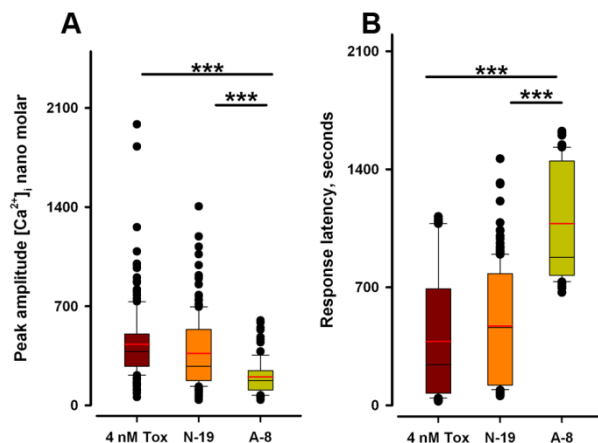 A
Peak amplitude [Ca²⁺]ᵢ nano molar
2100
1400
700
0
***
***
4 nM Tox N-19 A-8
B
Response latency, seconds
2100
1400
700
0
***
***
4 nM Tox N-19 A-8